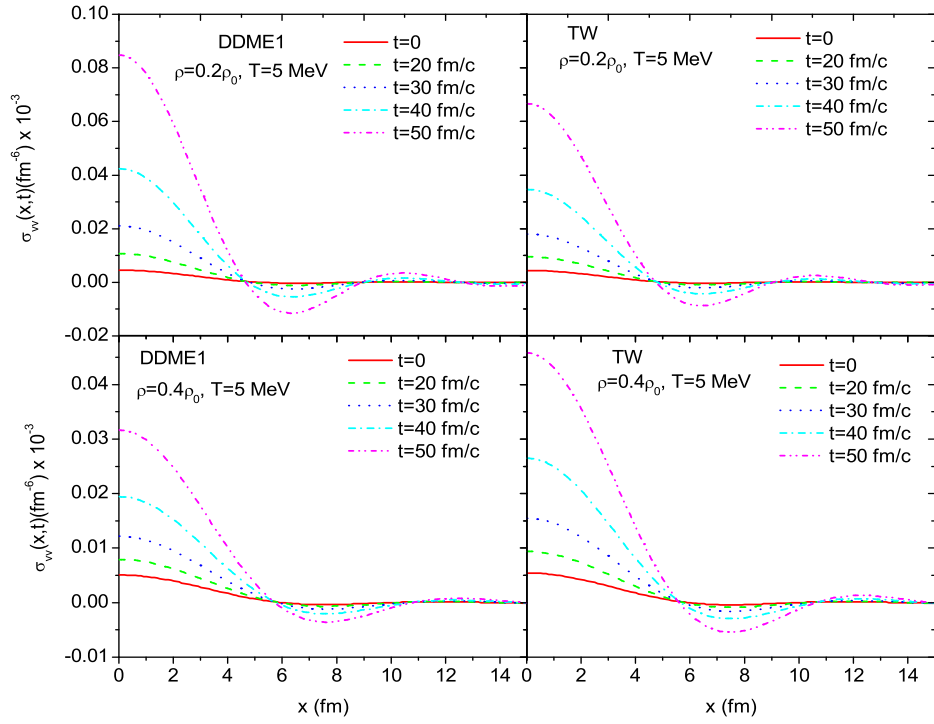 DDME1
ρ=0.2ρ₀, T=5 MeV
t=0
t=20 fm/c
t=30 fm/c
t=40 fm/c
t=50 fm/c
TW
ρ=0.2ρ₀, T=5 MeV
t=0
t=20 fm/c
t=30 fm/c
t=40 fm/c
t=50 fm/c
0.10
0.08
0.06
0.04
0.02
0.00
-0.02
σᵥᵥ(x,t)(fm⁻⁶) x 10⁻³
DDME1
ρ=0.4ρ₀, T=5 MeV
t=0
t=20 fm/c
t=30 fm/c
t=40 fm/c
t=50 fm/c
TW
ρ=0.4ρ₀, T=5 MeV
t=0
t=20 fm/c
t=30 fm/c
t=40 fm/c
t=50 fm/c
0.04
0.03
0.02
0.01
0.00
-0.01
σᵥᵥ(x,t)(fm⁻⁶) x 10⁻³
0 2 4 6 8 10 12 14 0 2 4 6 8 10 12 14
x (fm) x (fm)